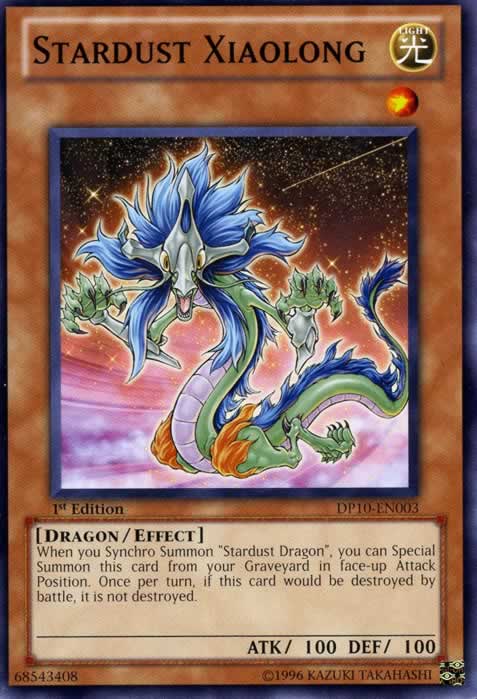 STARDUST XIAOLONG
LIGHT
光
1st Edition
DP10-EN003
[DRAGON/EFFECT]
When you Synchro Summon "Stardust Dragon", you can Special
Summon this card from your Graveyard in face-up Attack
Position. Once per turn, if this card would be destroyed by
battle, it is not destroyed.
ATK/ 100 DEF/ 100
68543408
©1996 KAZUKI TAKAHASHI